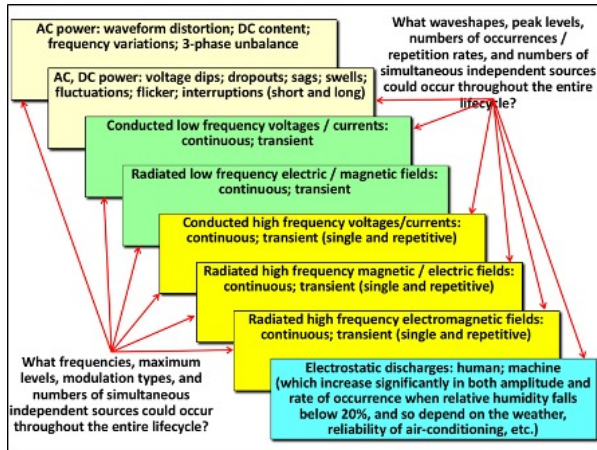 AC power: waveform distortion; DC content;
frequency variations; 3-phase unbalance
What waveshapes, peak levels,
numbers of occurrences /
repetition rates, and numbers of
simultaneous independent sources
could occur throughout the entire
lifecycle?
AC, DC power: voltage dips; dropouts; sags; swells;
fluctuations; flicker; interruptions (short and long)
Conducted low frequency voltages / currents:
continuous; transient
Radiated low frequency electric / magnetic fields:
continuous; transient
Conducted high frequency voltages/currents:
continuous; transient (single and repetitive)
Radiated high frequency magnetic / electric fields:
continuous; transient (single and repetitive)
Radiated high frequency electromagnetic fields:
continuous; transient (single and repetitive)
What frequencies, maximum
levels, modulation types, and
numbers of simultaneous
independent sources could occur
throughout the entire lifecycle?
Electrostatic discharges: human; machine
(which increase significantly in both amplitude and
rate of occurrence when relative humidity falls
below 20%, and so depend on the weather,
reliability of air-conditioning, etc.)